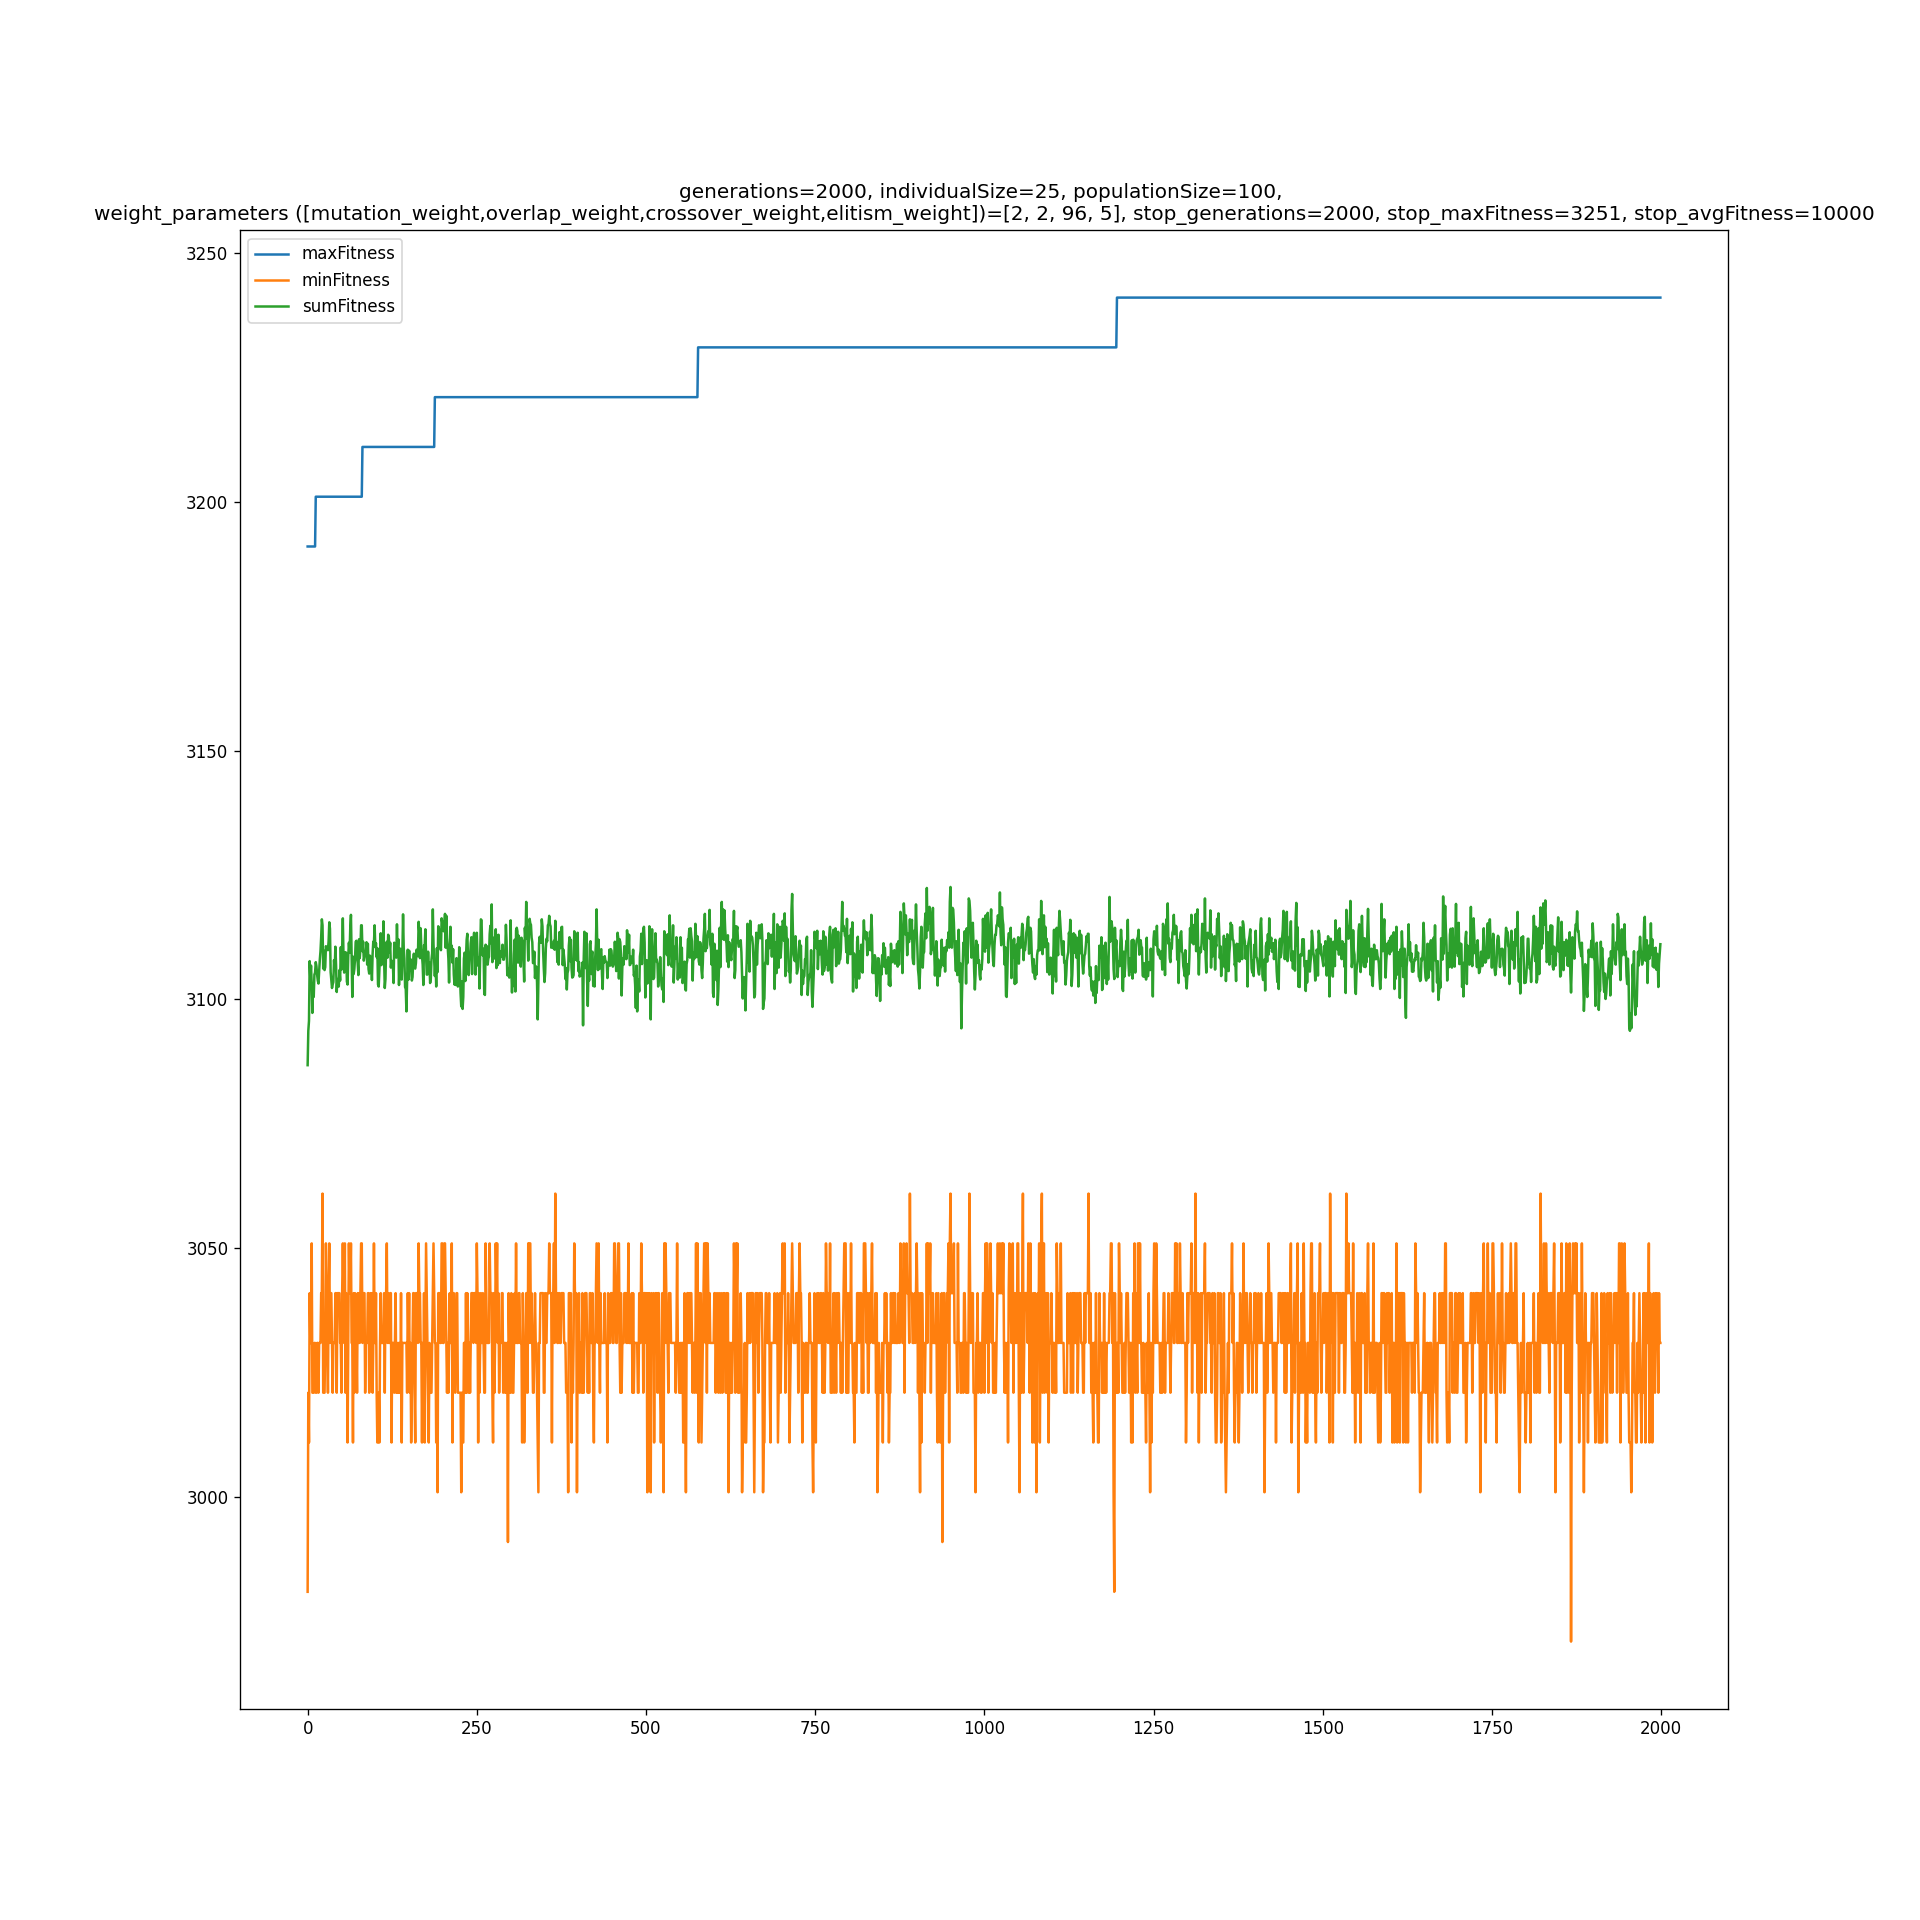 generations=2000, individualSize=25, populationSize=100,
weight_parameters ([mutation_weight,overlap_weight,crossover_weight,elitism_weight])=[2, 2, 96, 5], stop_generations=2000, stop_maxFitness=3251, stop_avgFitness=10000
maxFitness
minFitness
sumFitness
3250
3200
3150
3100
3050
3000
0 250 500 750 1000 1250 1500 1750 2000